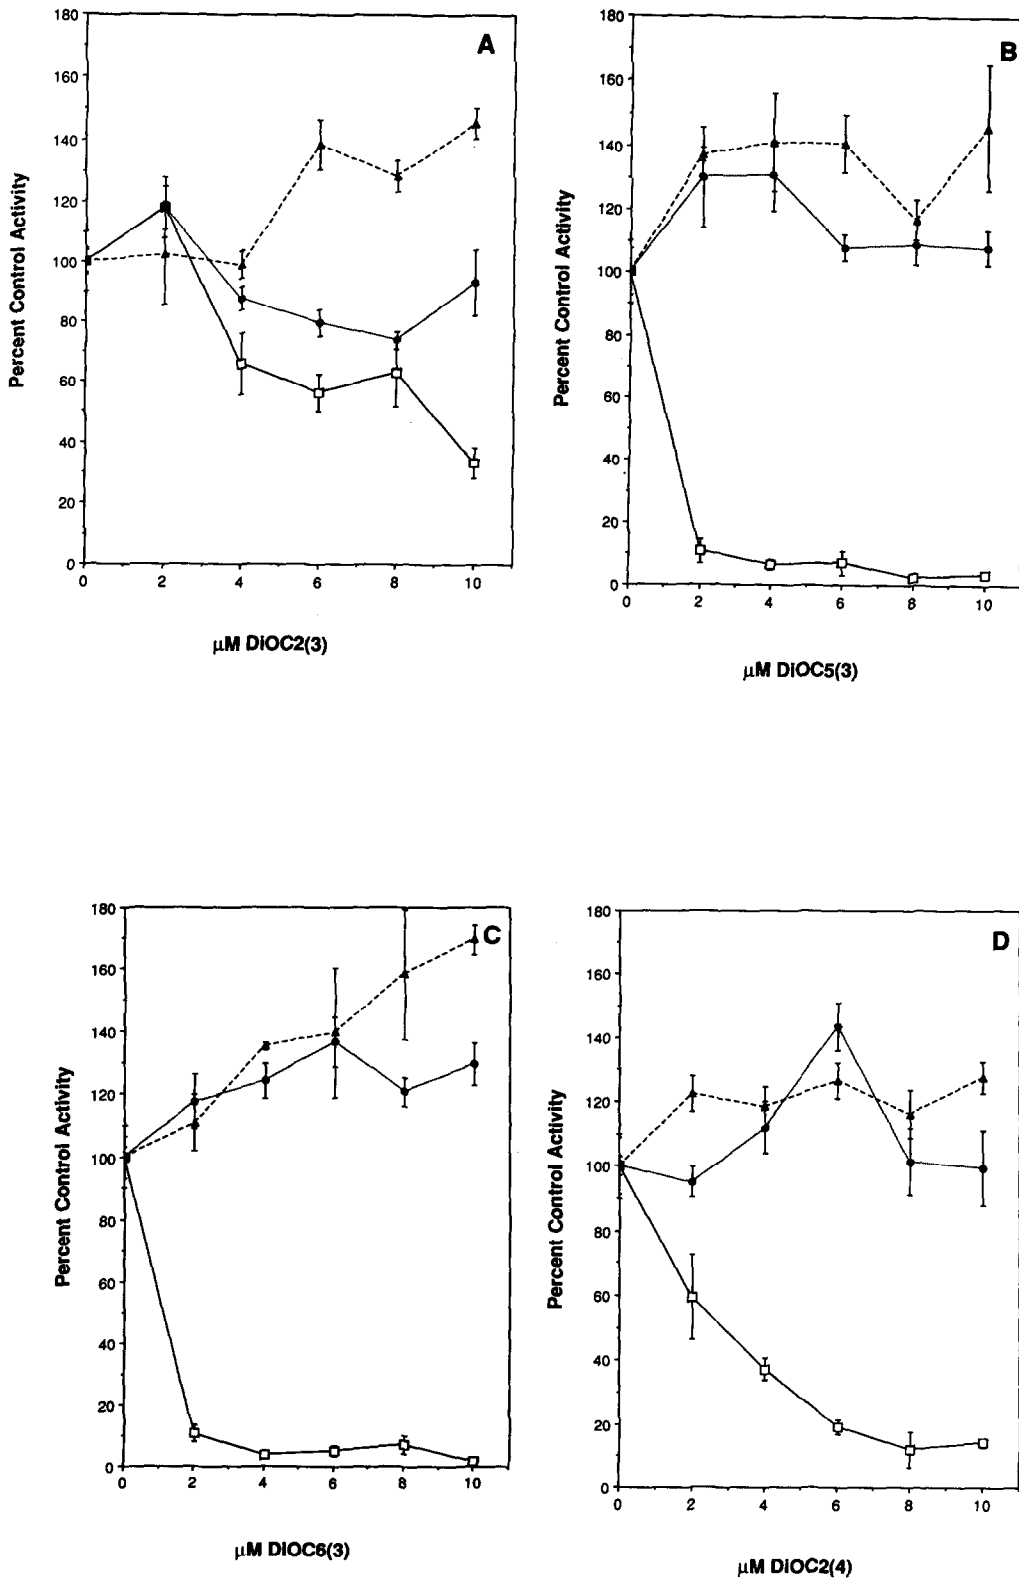 A
180
160
140
120
100
80
60
40
20
0
0 2 4 6 8 10
Percent Control Activity
µM DiOC2(3)
B
180
160
140
120
100
80
60
40
20
0
0 2 4 6 8 10
Percent Control Activity
µM DiOC5(3)
C
180
160
140
120
100
80
60
40
20
0
0 2 4 6 8 10
Percent Control Activity
µM DiOC6(3)
D
180
160
140
120
100
80
60
40
20
0
0 2 4 6 8 10
Percent Control Activity
µM DiOC2(4)